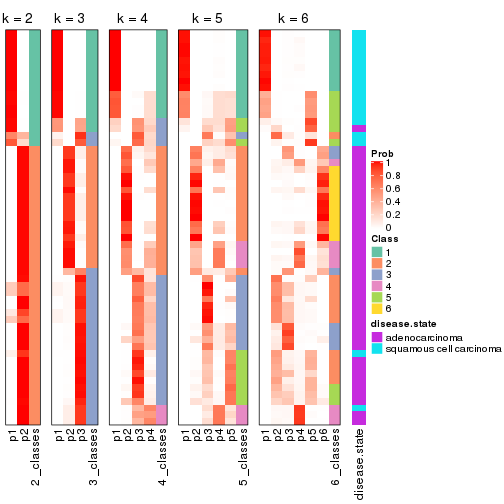 k = 2 k = 3 k = 4 k = 5 k = 6
Prob
1
0.8
0.6
0.4
0.2
0
Class
1
2
3
4
5
6
disease.state
adenocarcinoma
squamous cell carcinoma
p1 p2 2_classes p1 p2 p3 3_classes p1 p2 p3 p4 4_classes p1 p2 p3 p4 p5 5_classes p1 p2 p3 p4 p5 p6 6_classes disease.state